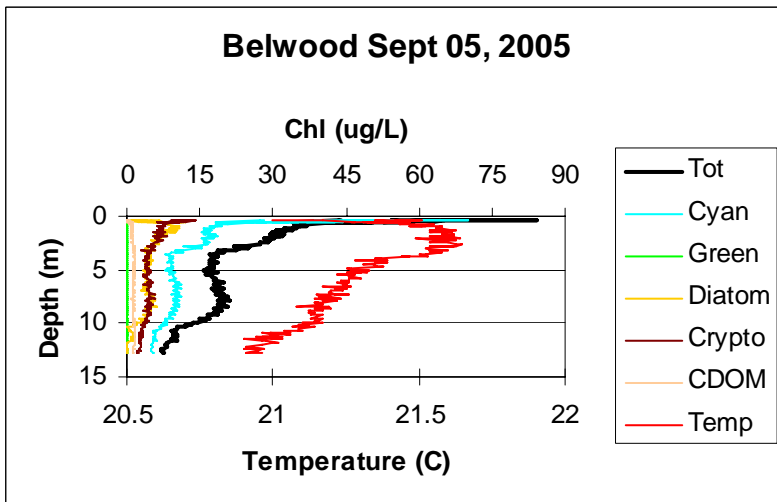 Belwood Sept 05, 2005
Chl (ug/L)
0 15 30 45 60 75 90
Depth (m)
0
5
10
15
20.5 21 21.5 22
Temperature (C)
Tot
Cyan
Green
Diatom
Crypto
CDOM
Temp